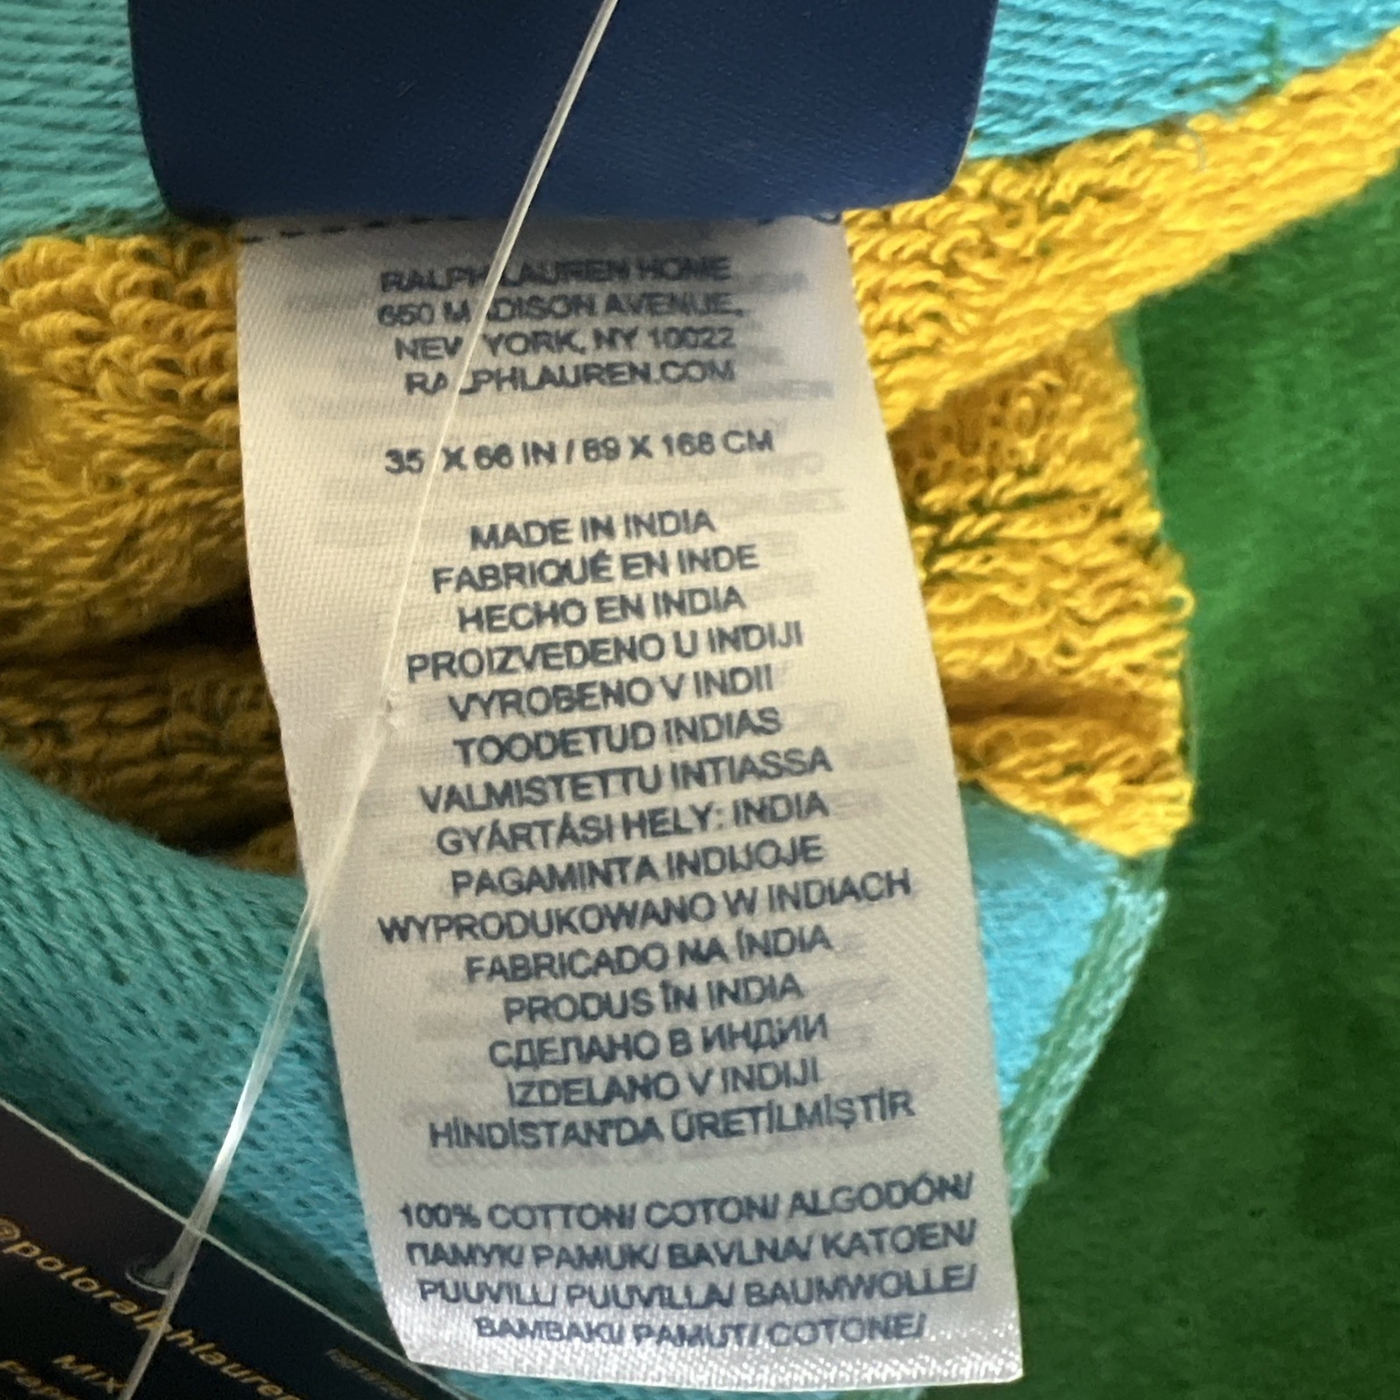 RALPH LAUREN HOME
650 MADISON AVENUE,
NEW YORK, NY 10022
RALPHLAUREN.COM
35 X 66 IN / 89 X 168 CM
MADE IN INDIA
FABRIQUÉ EN INDE
HECHO EN INDIA
PROIZVEDENO U INDIJI
VYROBENO V INDII
TOODETUD INDIAS
VALMISTETTU INTIASSA
GYÁRTÁSI HELY: INDIA
PAGAMINTA INDIJOJE
WYPRODUKOWANO W INDIACH
FABRICADO NA ÍNDIA
PRODUS ÎN INDIA
СДЕЛАНО В ИНДИИ
IZDELANO V INDIJI
HİNDİSTAN'DA ÜRETİLMİŞTİR
100% COTTON/ COTON/ ALGODÓN/
ПАМУК/ PAMUK/ BAVLNA/ KATOEN/
PUUVILL/ PUUVILLA/ BAUMWOLLE/
ΒΑΜΒΑΚΙ/ PAMUT/ COTONE/
@poloralphlauren
Mix